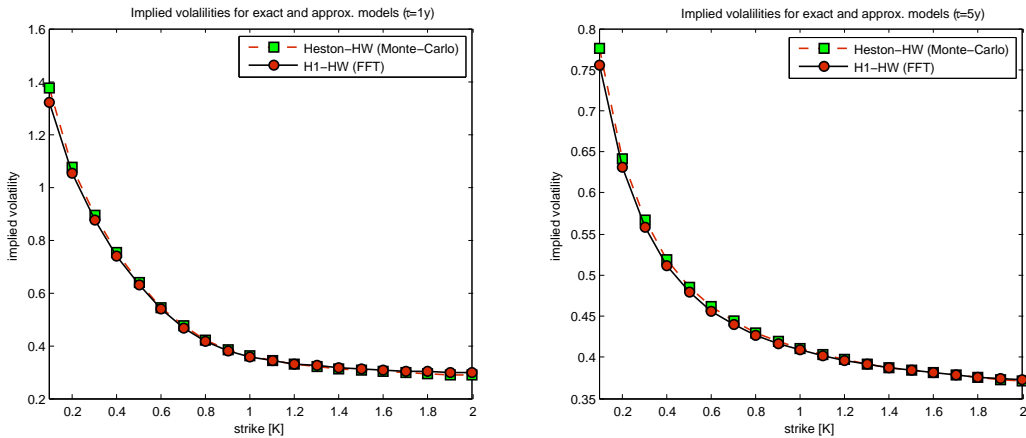 Implied volalilities for exact and approx. models (τ=1y)
1.6
1.4
1.2
1
0.8
0.6
0.4
0.2
implied volatility
Heston−HW (Monte−Carlo)
H1−HW (FFT)
0.2 0.4 0.6 0.8 1 1.2 1.4 1.6 1.8 2
strike [K]
Implied volalilities for exact and approx. models (τ=5y)
0.8
0.75
0.7
0.65
0.6
0.55
0.5
0.45
0.4
0.35
implied volatility
Heston−HW (Monte−Carlo)
H1−HW (FFT)
0.2 0.4 0.6 0.8 1 1.2 1.4 1.6 1.8 2
strike [K]